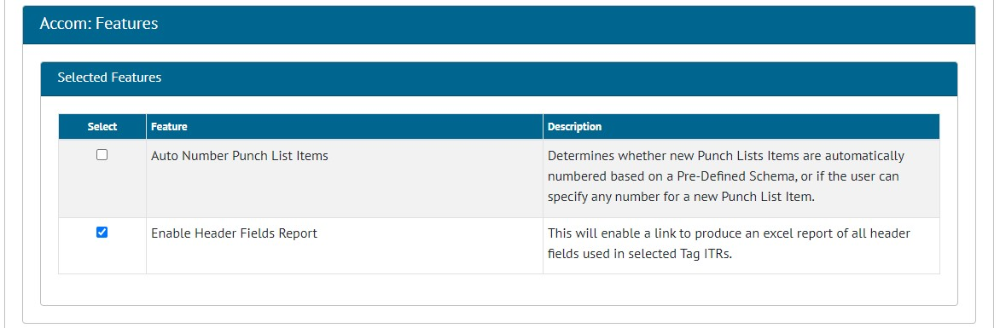 Accom: Features
Selected Features
Select Feature Description
Auto Number Punch List Items
Determines whether new Punch Lists Items are automatically
numbered based on a Pre-Defined Schema, or if the user can
specify any number for a new Punch List Item.
Enable Header Fields Report
This will enable a link to produce an excel report of all header
fields used in selected Tag ITRs.